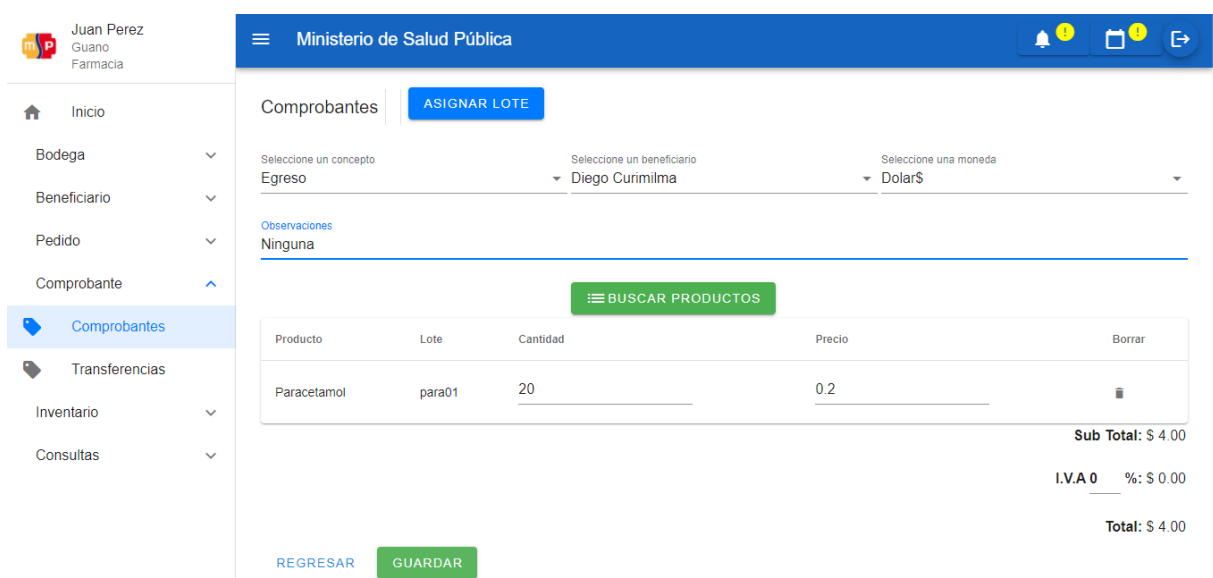 mSP
Juan Perez
Guano
Farmacia
Inicio
Bodega
Beneficiario
Pedido
Comprobante
Comprobantes
Transferencias
Inventario
Consultas
Ministerio de Salud Pública
! !
Comprobantes ASIGNAR LOTE
Seleccione un concepto Seleccione un beneficiario Seleccione una moneda
Egreso Diego Curimilma Dolar$
Observaciones
Ninguna
BUSCAR PRODUCTOS
Producto Lote Cantidad Precio Borrar
Paracetamol para01 20 0.2
Sub Total: $ 4.00
I.V.A 0 %: $ 0.00
Total: $ 4.00
REGRESAR GUARDAR